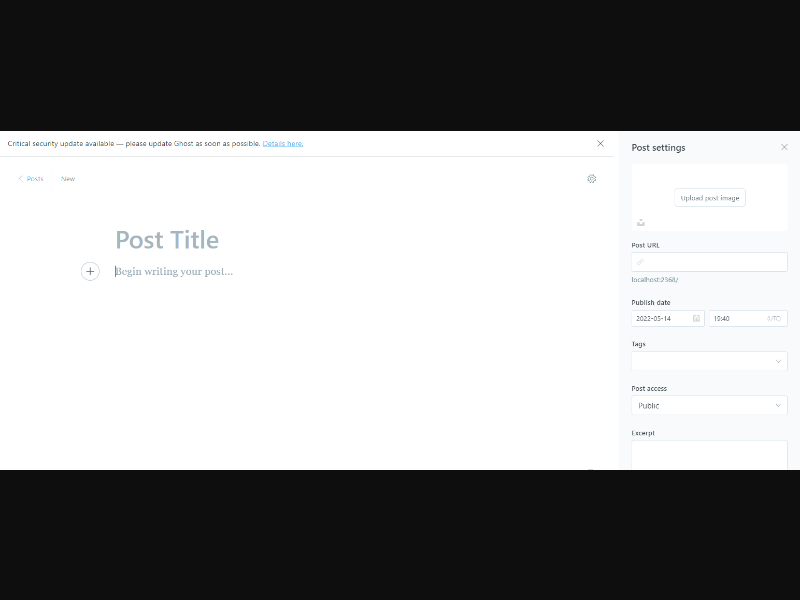 Critical security update available — please update Ghost as soon as possible. Details here:
Posts New
Post Title
Begin writing your post...
Post settings
Upload post image
Post URL
localhost:2368/
Publish date
2022-05-14 19:40 (UTC)
Tags
Post access
Public
Excerpt